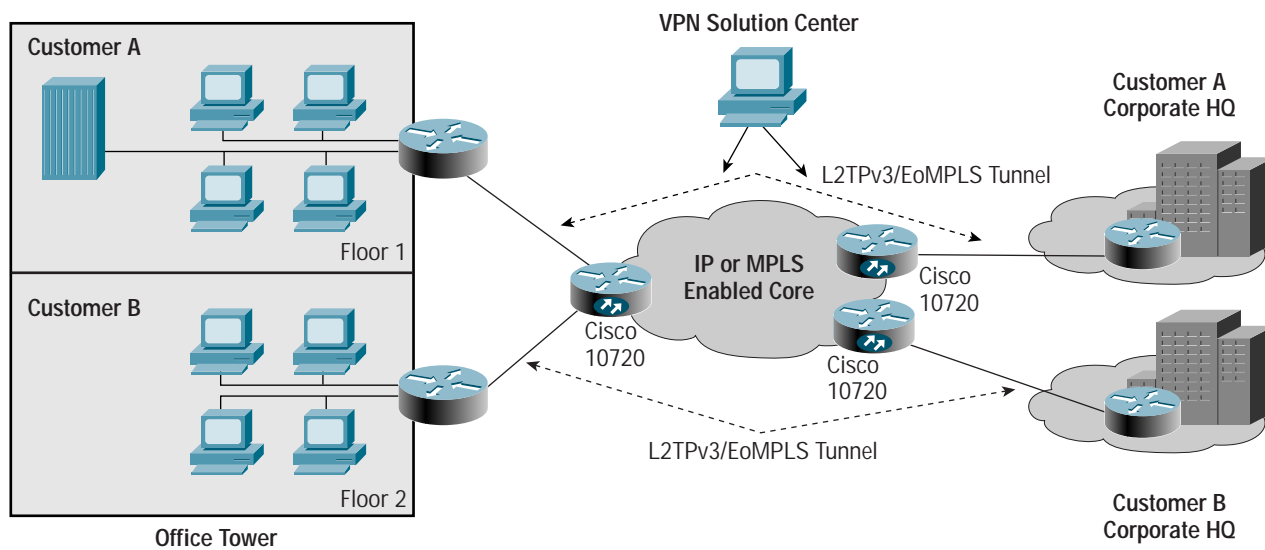 VPN Solution Center
Customer A
Floor 1
Customer B
Floor 2
Office Tower
L2TPv3/EoMPLS Tunnel
IP or MPLS
Enabled Core
Cisco
10720
Cisco
10720
Cisco
10720
L2TPv3/EoMPLS Tunnel
Customer A
Corporate HQ
Customer B
Corporate HQ